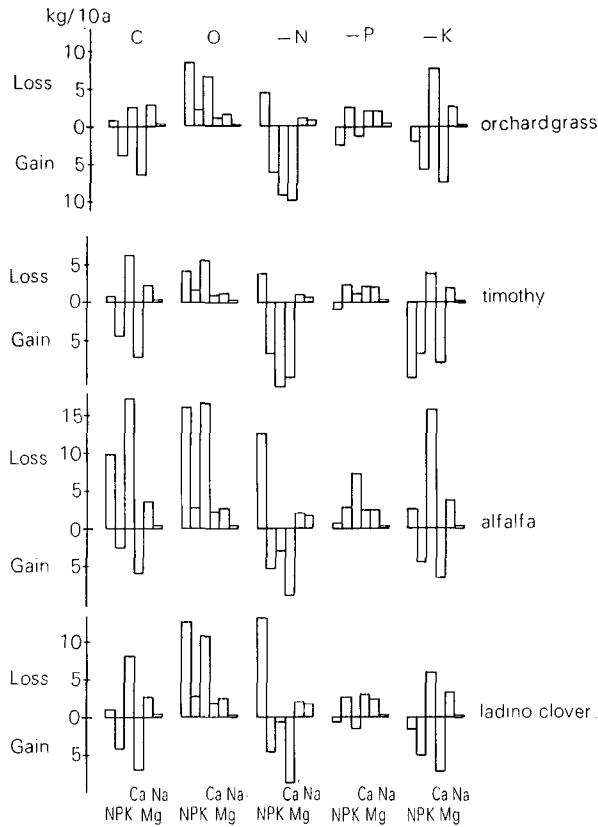 kg/10a
C O −N −P −K
10
Loss
5
0
orchardgrass
Gain
5
10
5
Loss
0
timothy
Gain
5
15
10
Loss
5
0
alfalfa
Gain
5
10
Loss
5
0
ladino clover.
Gain
5
Ca Na Ca Na Ca Na Ca Na Ca Na
NPK Mg NPK Mg NPK Mg NPK Mg NPK Mg